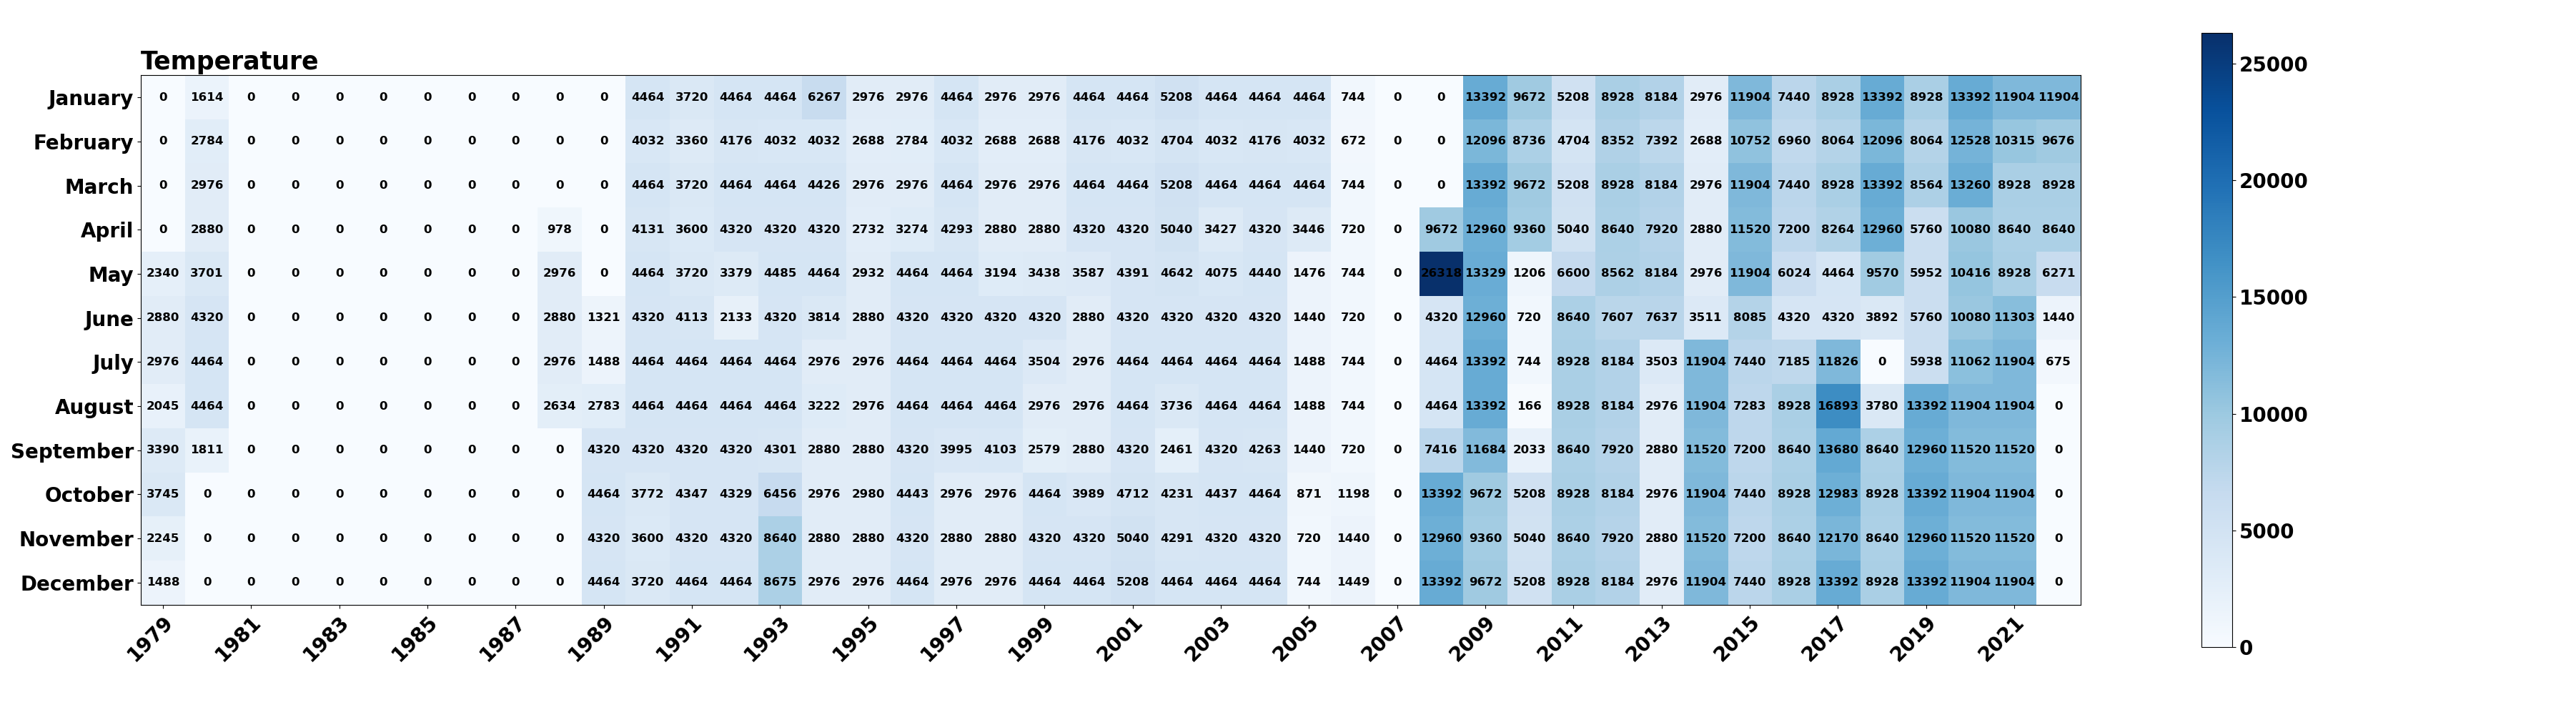 Temperature
January 0 1614 0 0 0 0 0 0 0 0 0 4464 3720 4464 4464 6267 2976 2976 4464 2976 2976 4464 4464 5208 4464 4464 4464 744 0 0 13392 9672 5208 8928 8184 2976 11904 7440 8928 13392 8928 13392 11904 11904
February 0 2784 0 0 0 0 0 0 0 0 0 4032 3360 4176 4032 4032 2688 2784 4032 2688 2688 4176 4032 4704 4032 4176 4032 672 0 0 12096 8736 4704 8352 7392 2688 10752 6960 8064 12096 8064 12528 10315 9676
March 0 2976 0 0 0 0 0 0 0 0 0 4464 3720 4464 4464 4426 2976 2976 4464 2976 2976 4464 4464 5208 4464 4464 4464 744 0 0 13392 9672 5208 8928 8184 2976 11904 7440 8928 13392 8564 13260 8928 8928
April 0 2880 0 0 0 0 0 0 0 978 0 4131 3600 4320 4320 4320 2732 3274 4293 2880 2880 4320 4320 5040 3427 4320 3446 720 0 9672 12960 9360 5040 8640 7920 2880 11520 7200 8264 12960 5760 10080 8640 8640
May 2340 3701 0 0 0 0 0 0 0 2976 0 4464 3720 3379 4485 4464 2932 4464 4464 3194 3438 3587 4391 4642 4075 4440 1476 744 0 26318 13329 1206 6600 8562 8184 2976 11904 6024 4464 9570 5952 10416 8928 6271
June 2880 4320 0 0 0 0 0 0 0 2880 1321 4320 4113 2133 4320 3814 2880 4320 4320 4320 4320 2880 4320 4320 4320 4320 1440 720 0 4320 12960 720 8640 7607 7637 3511 8085 4320 4320 3892 5760 10080 11303 1440
July 2976 4464 0 0 0 0 0 0 0 2976 1488 4464 4464 4464 4464 2976 2976 4464 4464 4464 3504 2976 4464 4464 4464 4464 1488 744 0 4464 13392 744 8928 8184 3503 11904 7440 7185 11826 0 5938 11062 11904 675
August 2045 4464 0 0 0 0 0 0 0 2634 2783 4464 4464 4464 4464 3222 2976 4464 4464 4464 2976 2976 4464 3736 4464 4464 1488 744 0 4464 13392 166 8928 8184 2976 11904 7283 8928 16893 3780 13392 11904 11904 0
September 3390 1811 0 0 0 0 0 0 0 0 4320 4320 4320 4320 4301 2880 2880 4320 3995 4103 2579 2880 4320 2461 4320 4263 1440 720 0 7416 11684 2033 8640 7920 2880 11520 7200 8640 13680 8640 12960 11520 11520 0
October 3745 0 0 0 0 0 0 0 0 0 4464 3772 4347 4329 6456 2976 2980 4443 2976 2976 4464 3989 4712 4231 4437 4464 871 1198 0 13392 9672 5208 8928 8184 2976 11904 7440 8928 12983 8928 13392 11904 11904 0
November 2245 0 0 0 0 0 0 0 0 0 4320 3600 4320 4320 8640 2880 2880 4320 2880 2880 4320 4320 5040 4291 4320 4320 720 1440 0 12960 9360 5040 8640 7920 2880 11520 7200 8640 12170 8640 12960 11520 11520 0
December 1488 0 0 0 0 0 0 0 0 0 4464 3720 4464 4464 8675 2976 2976 4464 2976 2976 4464 4464 5208 4464 4464 4464 744 1449 0 13392 9672 5208 8928 8184 2976 11904 7440 8928 13392 8928 13392 11904 11904 0
1979 1981 1983 1985 1987 1989 1991 1993 1995 1997 1999 2001 2003 2005 2007 2009 2011 2013 2015 2017 2019 2021
25000
20000
15000
10000
5000
0